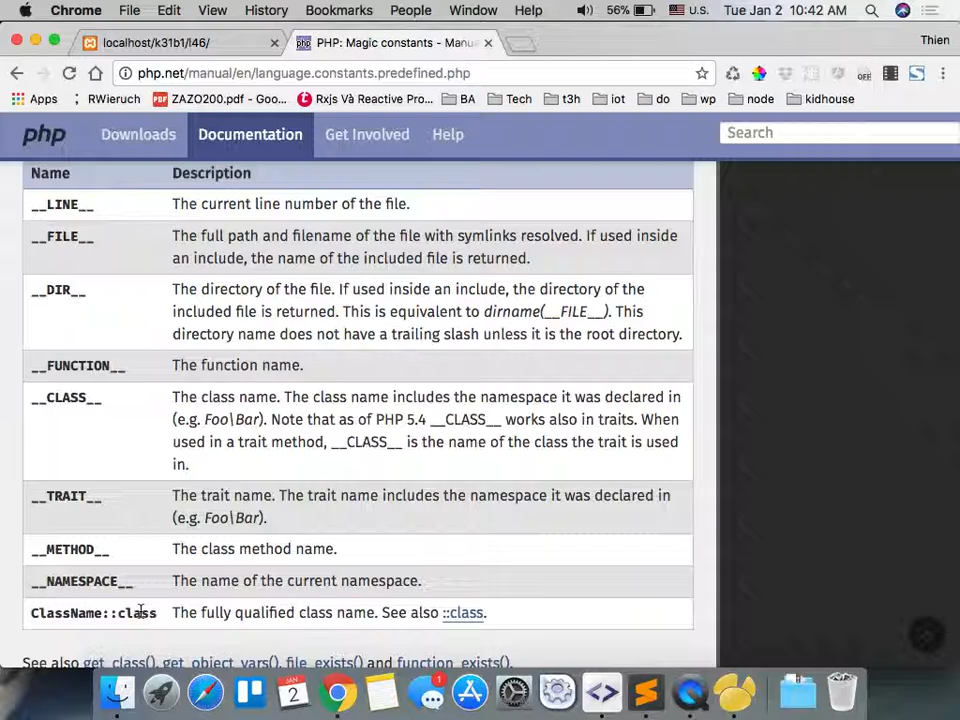 Chrome File Edit View History Bookmarks People Window Help 56% U.S. Tue Jan 2 10:42 AM
localhost/k31b1/l46/ php PHP: Magic constants - Manua Thien
php.net/manual/en/language.constants.predefined.php OFF
Apps RWieruch PDF ZAZO200.pdf - Goo... Rxjs Và Reactive Pro... BA Tech t3h iot do wp node kidhouse
php Downloads Documentation Get Involved Help Search
Name Description
__LINE__ The current line number of the file.
__FILE__ The full path and filename of the file with symlinks resolved. If used inside
an include, the name of the included file is returned.
__DIR__ The directory of the file. If used inside an include, the directory of the
included file is returned. This is equivalent to dirname(__FILE__). This
directory name does not have a trailing slash unless it is the root directory.
__FUNCTION__ The function name.
__CLASS__ The class name. The class name includes the namespace it was declared in
(e.g. Foo\Bar). Note that as of PHP 5.4 __CLASS__ works also in traits. When
used in a trait method, __CLASS__ is the name of the class the trait is used
in.
__TRAIT__ The trait name. The trait name includes the namespace it was declared in
(e.g. Foo\Bar).
__METHOD__ The class method name.
__NAMESPACE__ The name of the current namespace.
ClassName::class The fully qualified class name. See also ::class.
See also get_class(), get_object_vars(), file_exists() and function_exists().
JAN
2
1